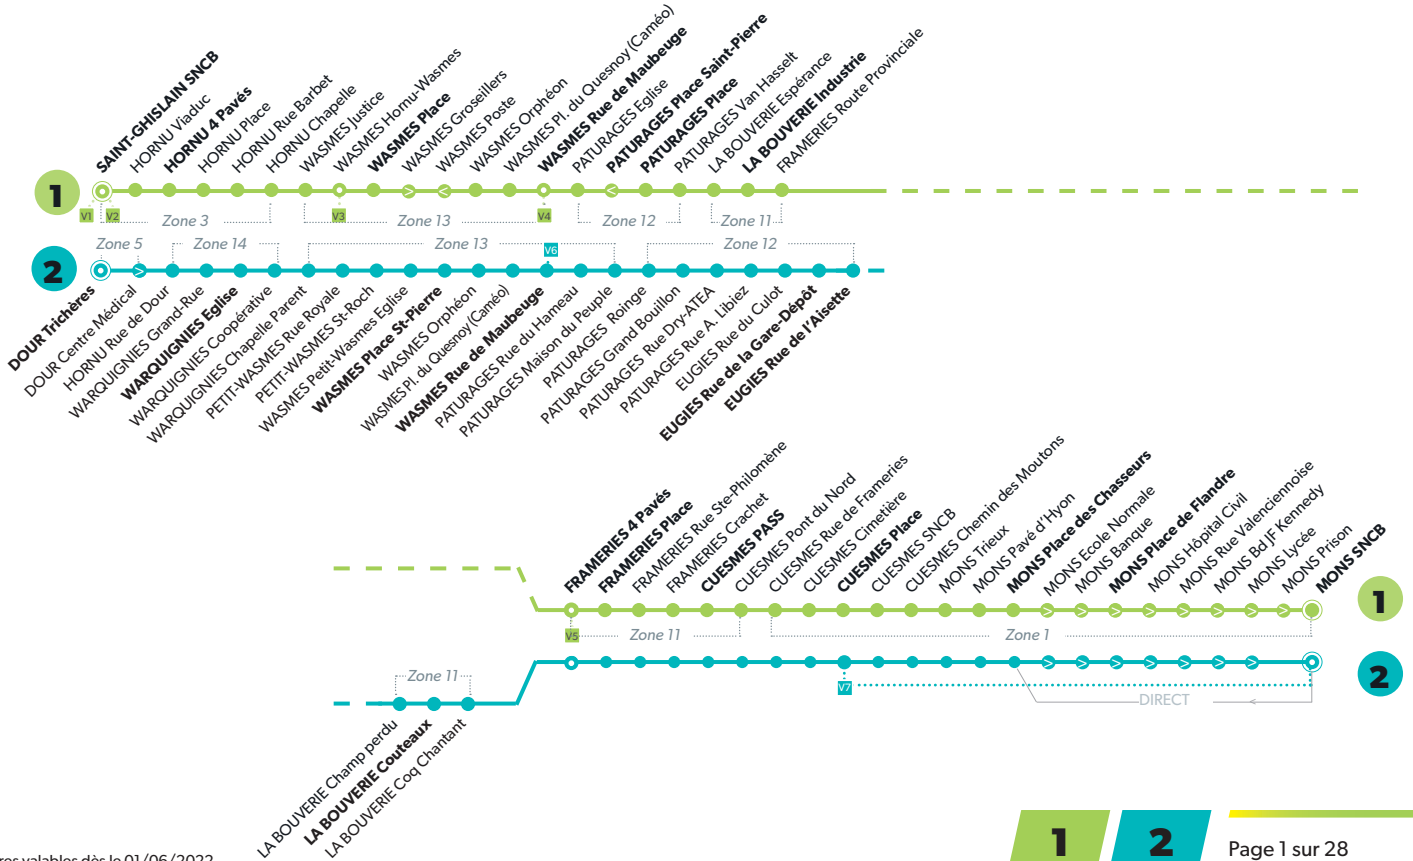 SAINT-GHISLAIN SNCB
HORNU Viaduc
HORNU 4 Pavés
HORNU Place
HORNU Rue Barbet
HORNU Chapelle
WASMES Justice
WASMES Hornu-Wasmes
WASMES Place
WASMES Groseillers
WASMES Poste
WASMES Orphéon
WASMES Pl. du Quesnoy (Caméo)
WASMES Rue de Maubeuge
PATURAGES Eglise
PATURAGES Place Saint-Pierre
PATURAGES Place
PATURAGES Van Hasselt
LA BOUVERIE Espérance
LA BOUVERIE Industrie
FRAMERIES Route Provinciale
1
V1
V2
V3
V4
Zone 3
Zone 13
Zone 12
Zone 11
Zone 5
Zone 14
Zone 13
V6
Zone 12
2
DOUR Trichères
DOUR Centre Médical
HORNU Rue de Dour
WARQUIGNIES Grand-Rue
WARQUIGNIES Eglise
WARQUIGNIES Coopérative
WARQUIGNIES Chapelle Parent
PETIT-WASMES Rue Royale
PETIT-WASMES St-Roch
WASMES Petit-Wasmes Eglise
WASMES Place St-Pierre
WASMES Orphéon
WASMES Pl. du Quesnoy (Caméo)
WASMES Rue de Maubeuge
PATURAGES Rue du Hameau
PATURAGES Maison du Peuple
PATURAGES Roinge
PATURAGES Grand Bouillon
PATURAGES Rue Dry-ATEA
PATURAGES Rue A. Libiez
EUGIES Rue du Culot
EUGIES Rue de la Gare-Dépôt
EUGIES Rue de l'Aisette
FRAMERIES 4 Pavés
FRAMERIES Place
FRAMERIES Rue Ste-Philomène
FRAMERIES Crachet
CUESMES PASS
CUESMES Pont du Nord
CUESMES Rue de Frameries
CUESMES Cimetière
CUESMES Place
CUESMES SNCB
CUESMES Chemin des Moutons
MONS Trieux
MONS Pavé d'Hyon
MONS Place des Chasseurs
MONS Ecole Normale
MONS Banque
MONS Place de Flandre
MONS Hôpital Civil
MONS Rue Valenciennoise
MONS Bd JF Kennedy
MONS Lycée
MONS Prison
MONS SNCB
1
V5
Zone 11
Zone 1
2
V7
DIRECT
Zone 11
LA BOUVERIE Champ perdu
LA BOUVERIE Couteaux
LA BOUVERIE Coq Chantant
res valables dès le 01/06/2022
1
2
Page 1 sur 28